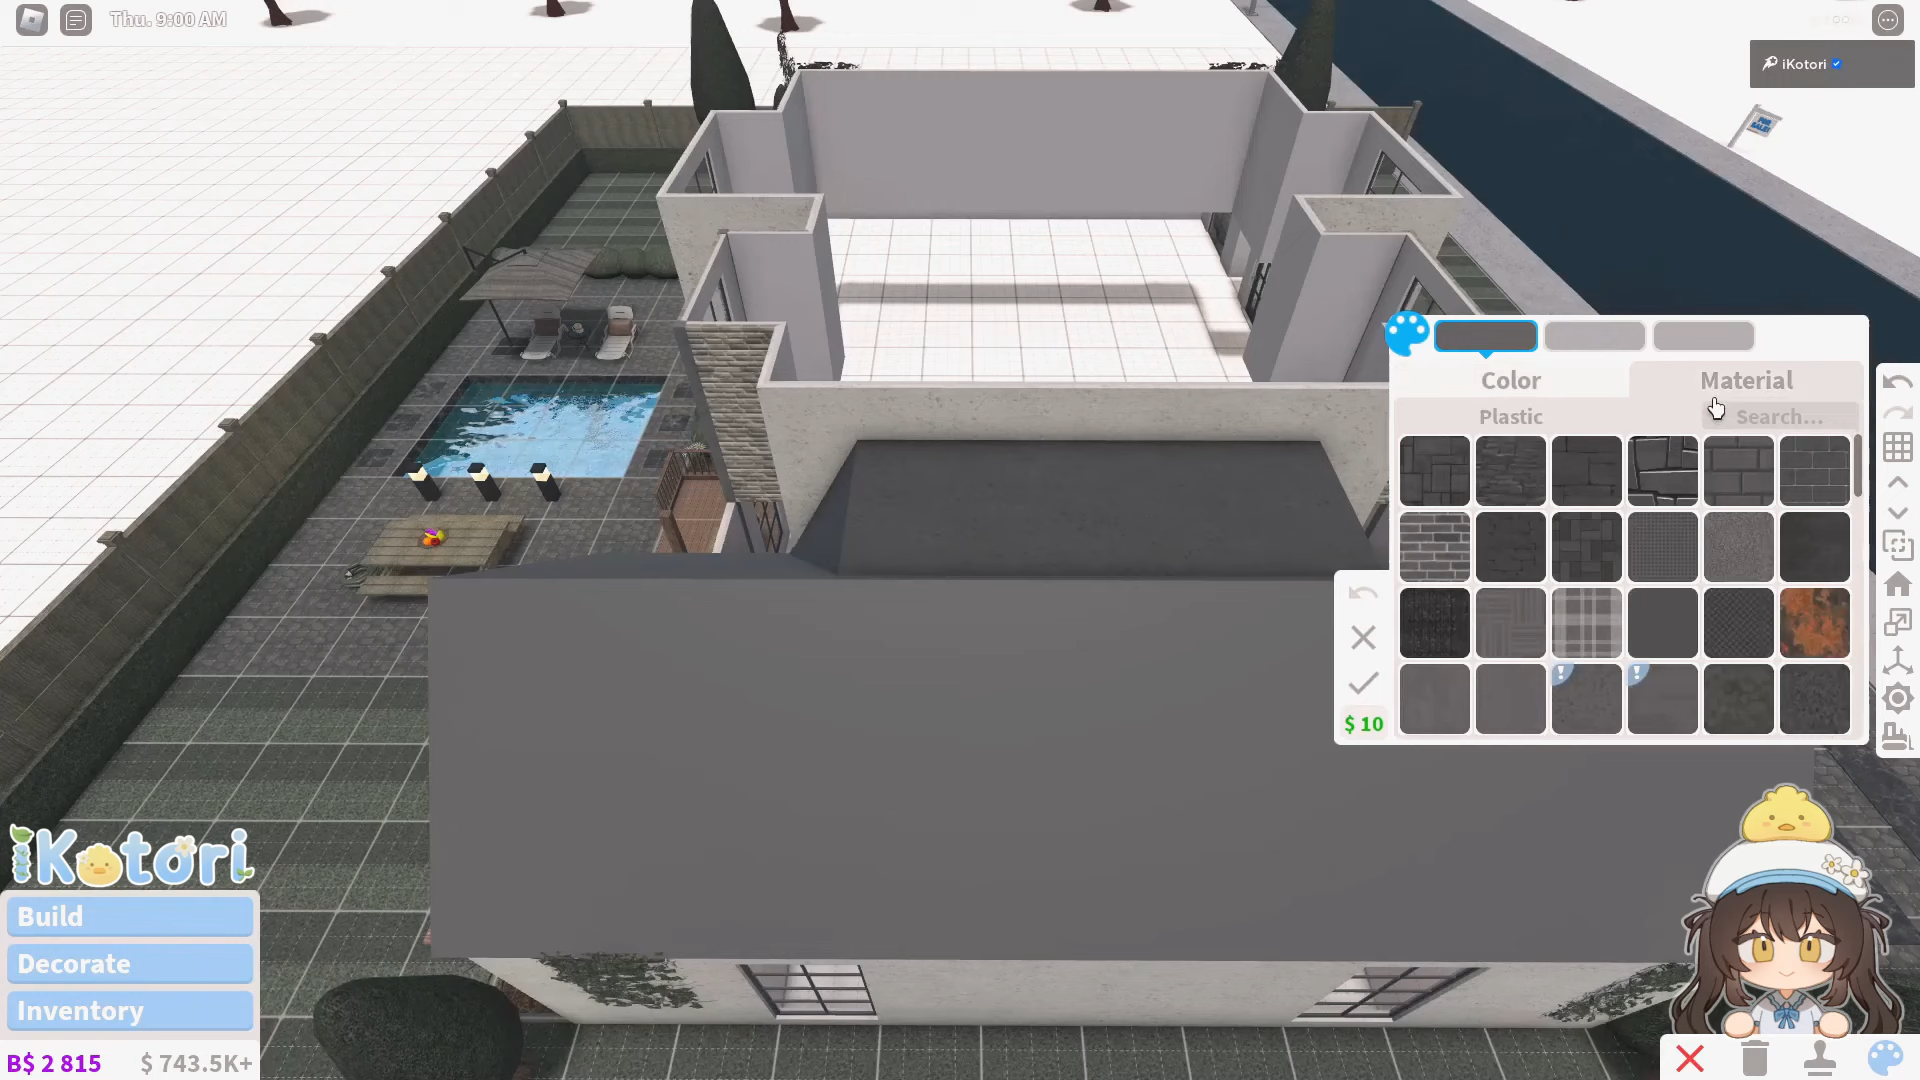 Thu. 9:00 AM
iKotori
Color
Material
Plastic
Search...
$ 10
iKotori
Build
Decorate
Inventory
B$ 2 815
$ 743.5K+